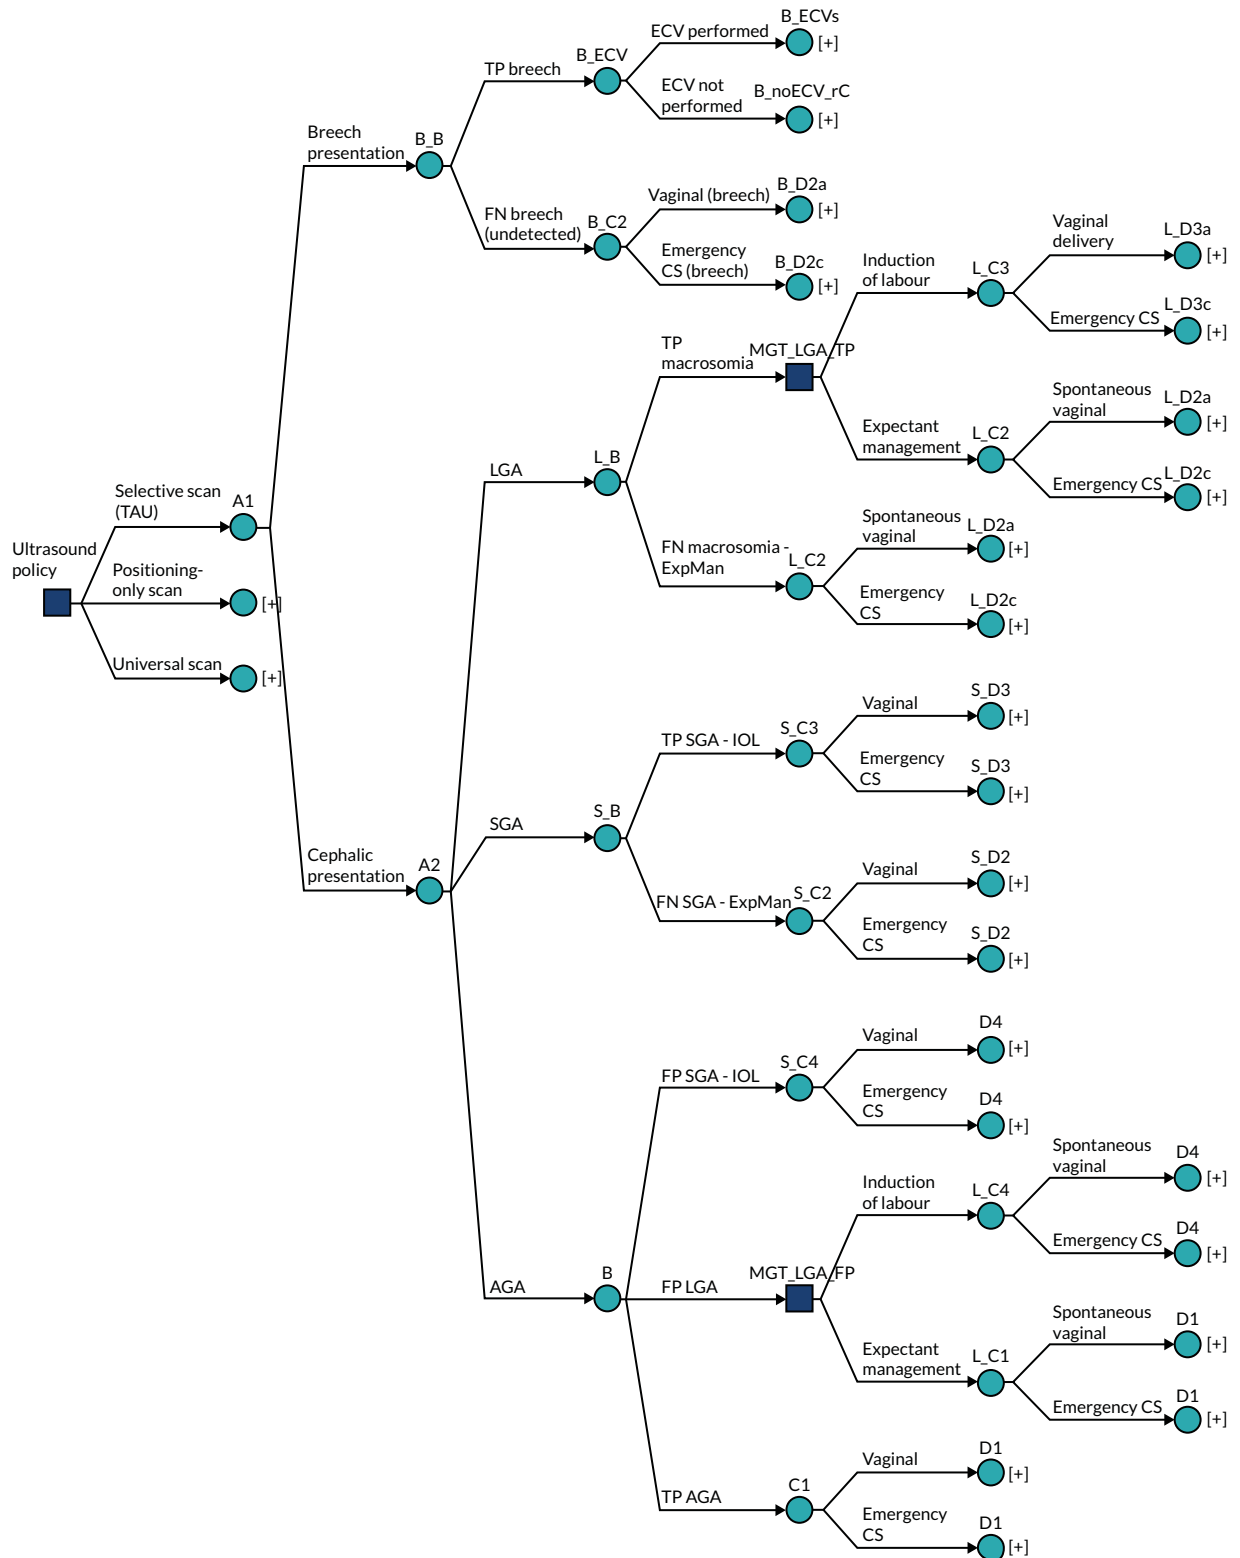 Ultrasound
policy
Selective scan
(TAU)
A1
Positioning-
only scan
[+]
Universal scan
[+]
Breech
presentation
B_B
TP breech
B_ECV
ECV performed
B_ECVs
[+]
ECV not
performed
B_noECV_rC
[+]
FN breech
(undetected)
B_C2
Vaginal (breech)
B_D2a
[+]
Emergency
CS (breech)
B_D2c
[+]
Cephalic
presentation
A2
LGA
L_B
TP
macrosomia
MGT_LGA_TP
Induction
of labour
L_C3
Vaginal
delivery
L_D3a
[+]
Emergency CS
L_D3c
[+]
Expectant
management
L_C2
Spontaneous
vaginal
L_D2a
[+]
Emergency CS
L_D2c
[+]
FN macrosomia -
ExpMan
L_C2
Spontaneous
vaginal
L_D2a
[+]
Emergency
CS
L_D2c
[+]
SGA
S_B
TP SGA - IOL
S_C3
Vaginal
S_D3
[+]
Emergency
CS
S_D3
[+]
FN SGA - ExpMan
S_C2
Vaginal
S_D2
[+]
Emergency
CS
S_D2
[+]
AGA
B
FP SGA - IOL
S_C4
Vaginal
D4
[+]
Emergency
CS
D4
[+]
FP LGA
MGT_LGA_FP
Induction
of labour
L_C4
Spontaneous
vaginal
D4
[+]
Emergency CS
D4
[+]
Expectant
management
L_C1
Spontaneous
vaginal
D1
[+]
Emergency CS
D1
[+]
TP AGA
C1
Vaginal
D1
[+]
Emergency
CS
D1
[+]